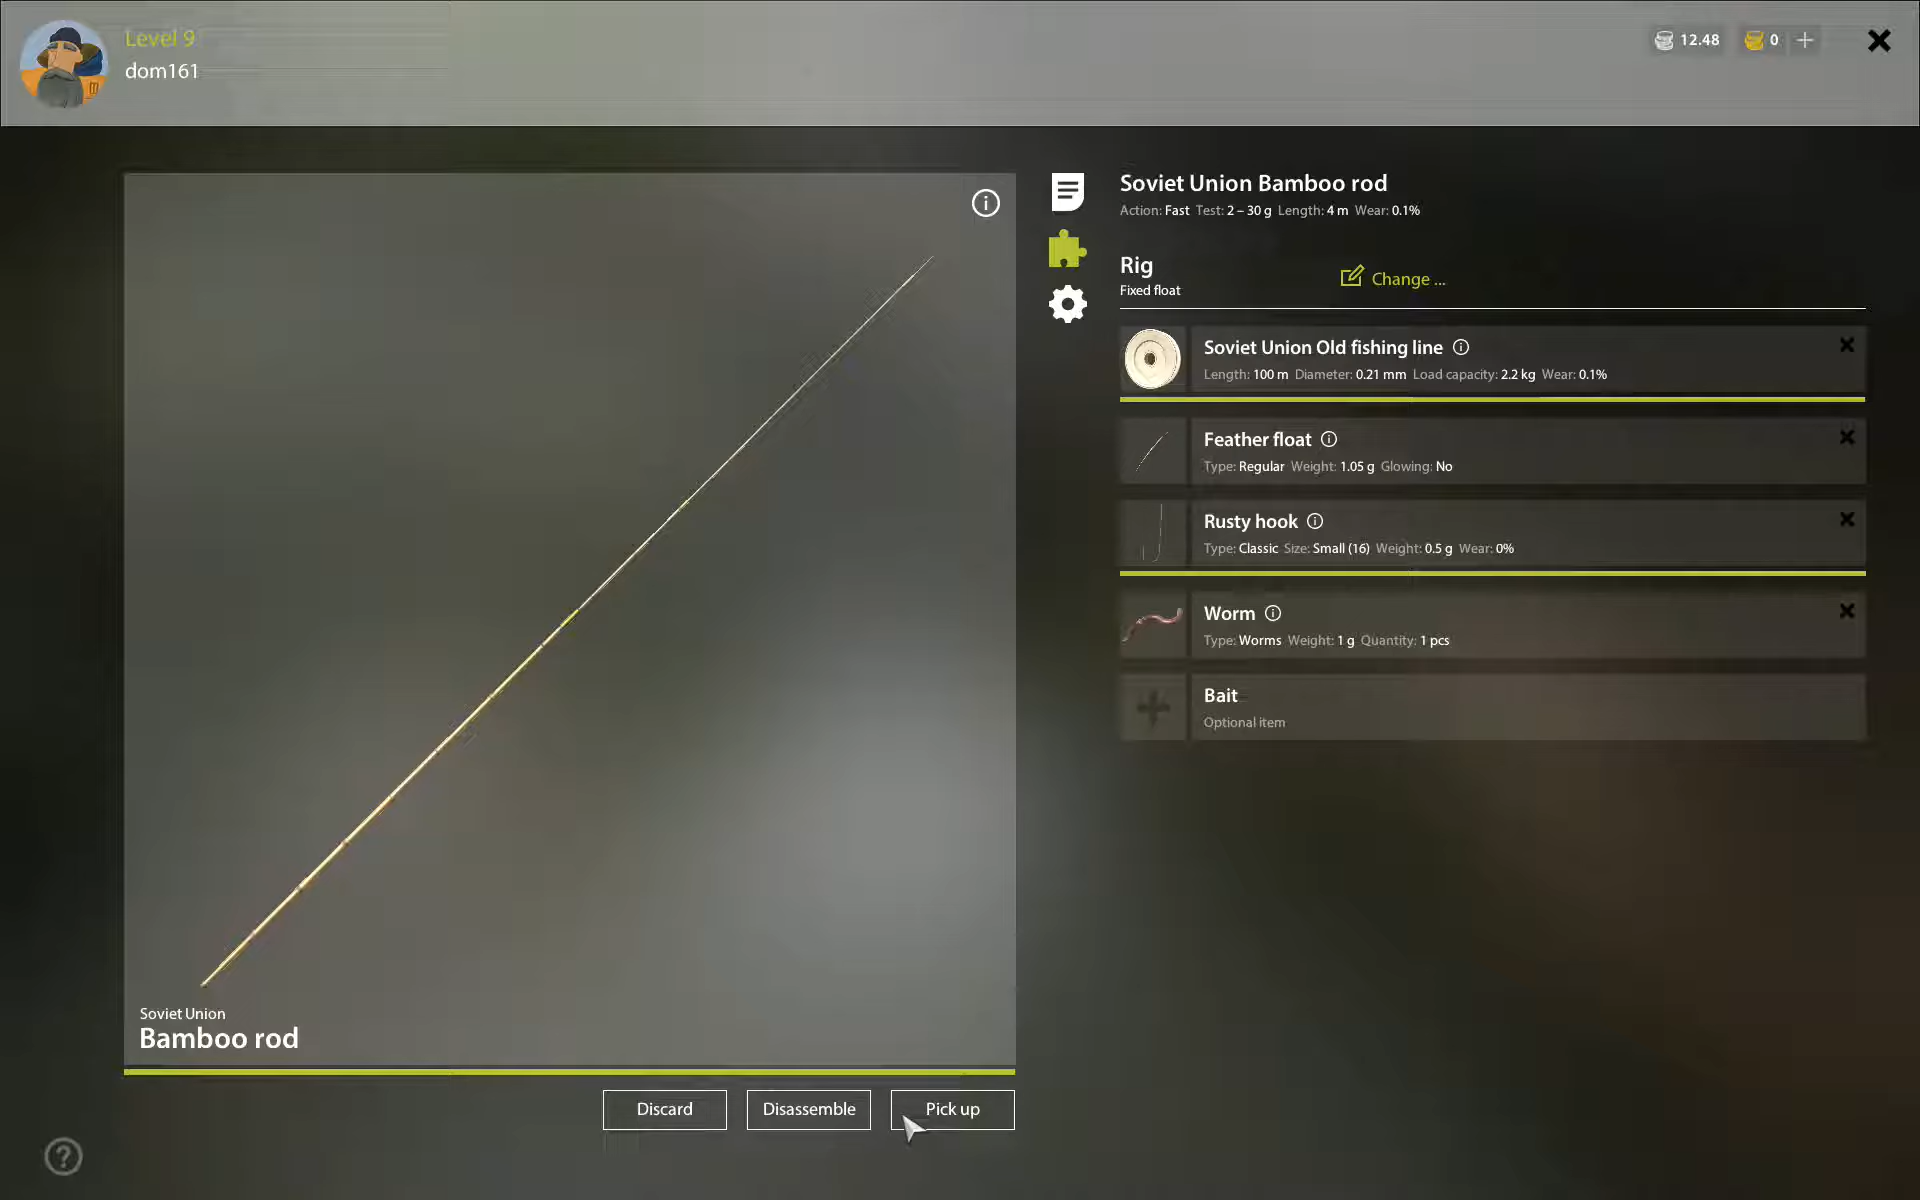 Level 9
dom161
12.48
0
Soviet Union Bamboo rod
Action: Fast Test: 2 – 30 g Length: 4 m Wear: 0.1%
Rig
Fixed float
Change ...
Soviet Union Old fishing line
Length: 100 m Diameter: 0.21 mm Load capacity: 2.2 kg Wear: 0.1%
Feather float
Type: Regular Weight: 1.05 g Glowing: No
Rusty hook
Type: Classic Size: Small (16) Weight: 0.5 g Wear: 0%
Worm
Type: Worms Weight: 1 g Quantity: 1 pcs
Bait
Optional item
Soviet Union
Bamboo rod
Discard
Disassemble
Pick up